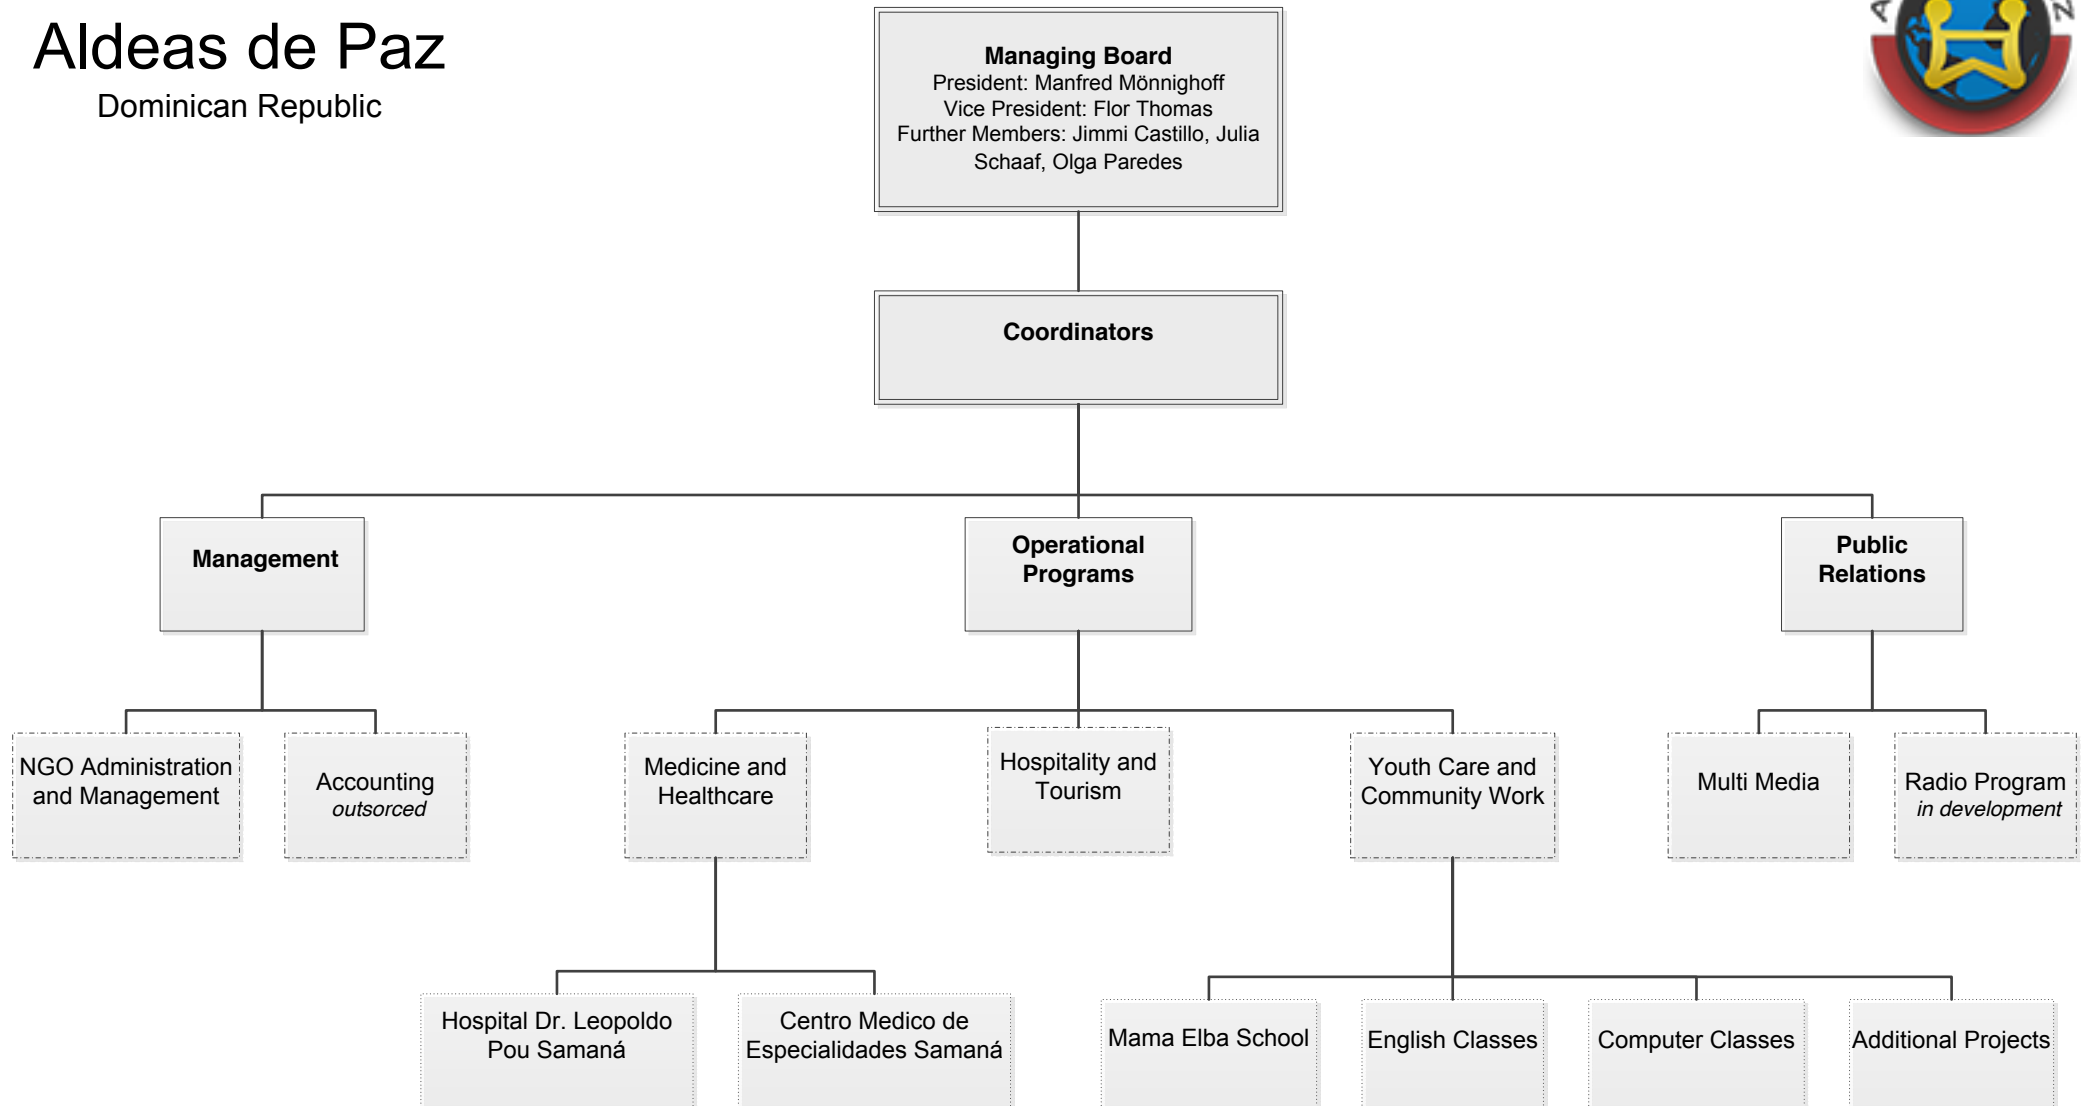 Aldeas de Paz
Dominican Republic
Managing Board
President: Manfred Mönnighoff
Vice President: Flor Thomas
Further Members: Jimmi Castillo, Julia
Schaaf, Olga Paredes
Coordinators
Management
Operational
Programs
Public
Relations
NGO Administration
and Management
Accounting
outsorced
Medicine and
Healthcare
Hospitality and
Tourism
Youth Care and
Community Work
Multi Media
Radio Program
in development
Hospital Dr. Leopoldo
Pou Samaná
Centro Medico de
Especialidades Samaná
Mama Elba School
English Classes
Computer Classes
Additional Projects